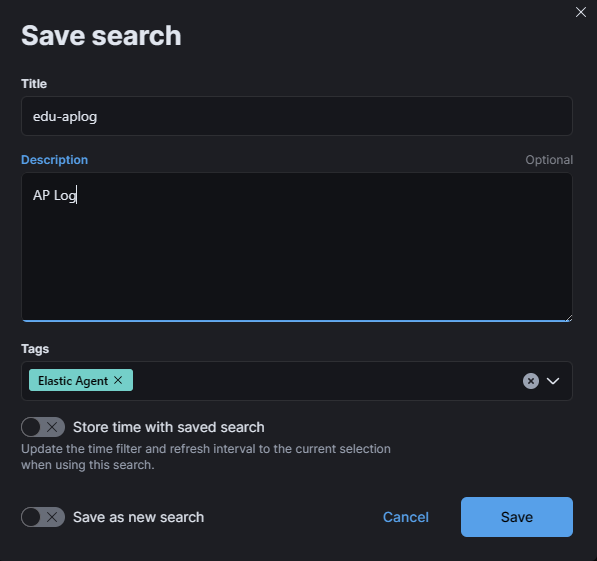 Save search
Title
edu-aplog
Description Optional
AP Log
Tags
Elastic Agent
Store time with saved search
Update the time filter and refresh interval to the current selection
when using this search.
Save as new search Cancel Save